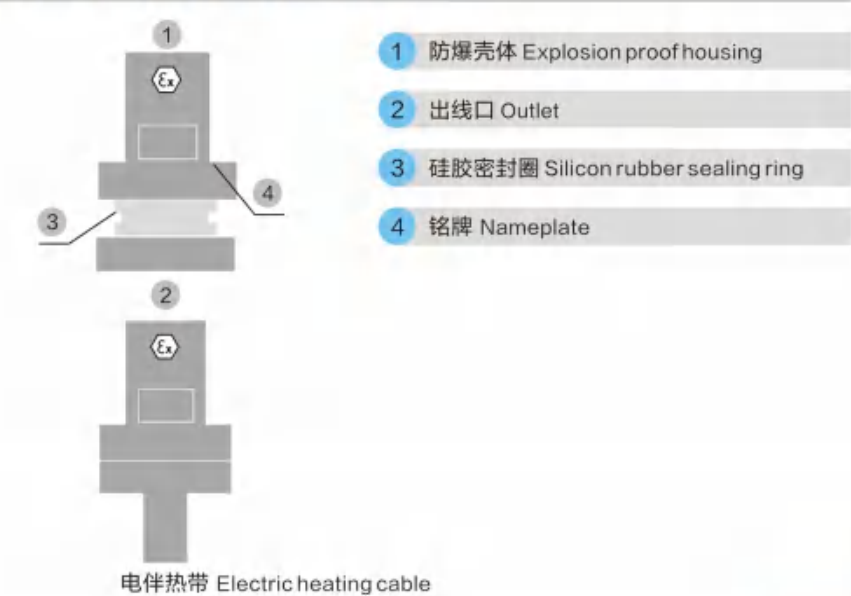 1
Ex
4
3
2
Ex
电伴热带 Electric heating cable
1 防爆壳体 Explosion proof housing
2 出线口 Outlet
3 硅胶密封圈 Silicon rubber sealing ring
4 铭牌 Nameplate